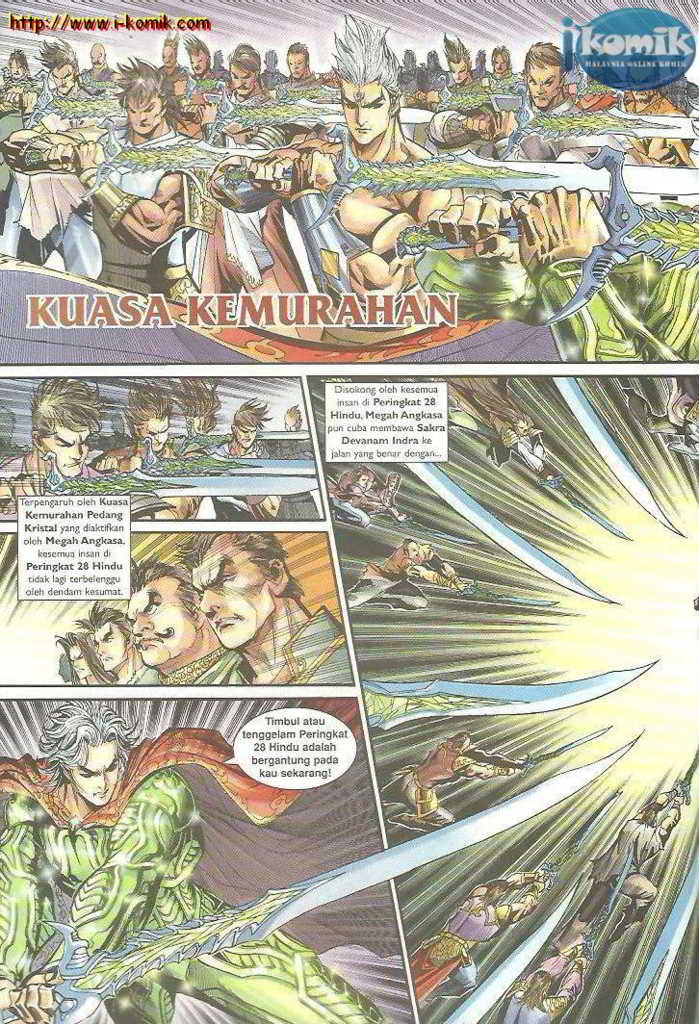 http://www.i-komik.com
ikomik
MALAYSIA ONLINE KOMIK
KUASA KEMURAHAN
Terpengaruh oleh Kuasa
Kemurahan Pedang
Kristal yang diaktifkan
oleh Megah Angkasa,
kesemua insan di
Peringkat 28 Hindu
tidak lagi terbelenggu
oleh dendam kesumat.
Disokong oleh kesemua
insan di Peringkat 28
Hindu, Megah Angkasa
pun cuba membawa Sakra
Devanam Indra ke
jalan yang benar dengan...
Timbul atau
tenggelam Peringkat
28 Hindu adalah
bergantung pada
kau sekarang!